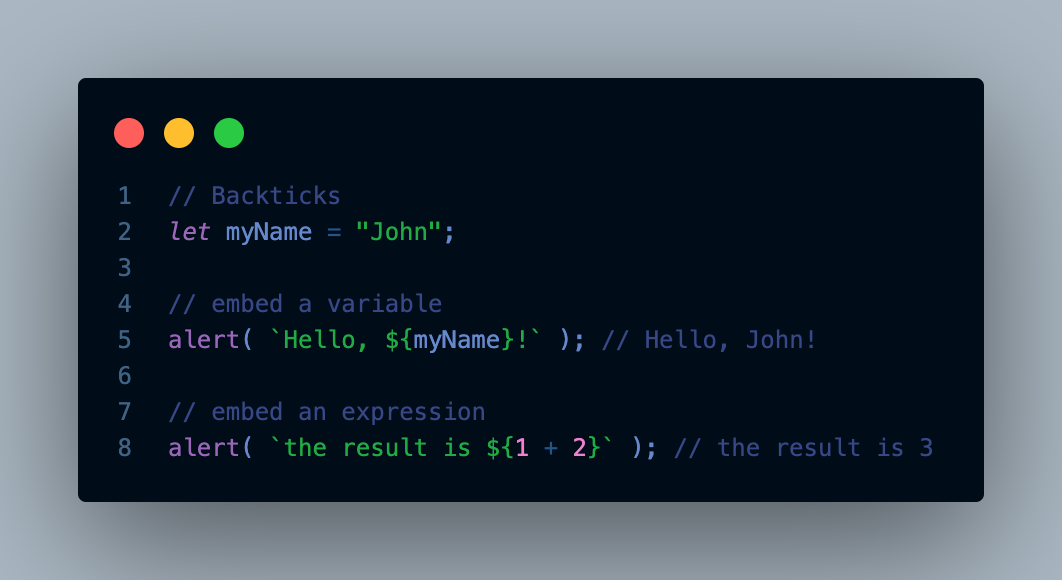 1 // Backticks
2 let myName = "John";
3
4 // embed a variable
5 alert( `Hello, ${myName}!` ); // Hello, John!
6
7 // embed an expression
8 alert( `the result is ${1 + 2}` ); // the result is 3